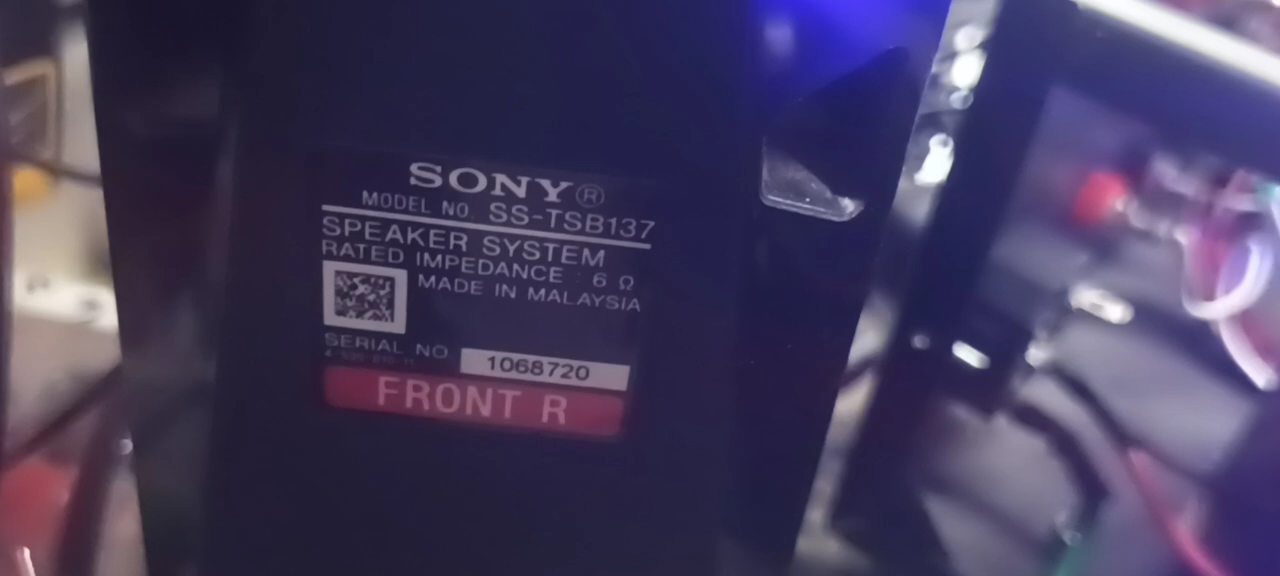 SONY®
MODEL NO. SS-TSB137
SPEAKER SYSTEM
RATED IMPEDANCE : 6 Ω
MADE IN MALAYSIA
SERIAL NO 1068720
FRONT R